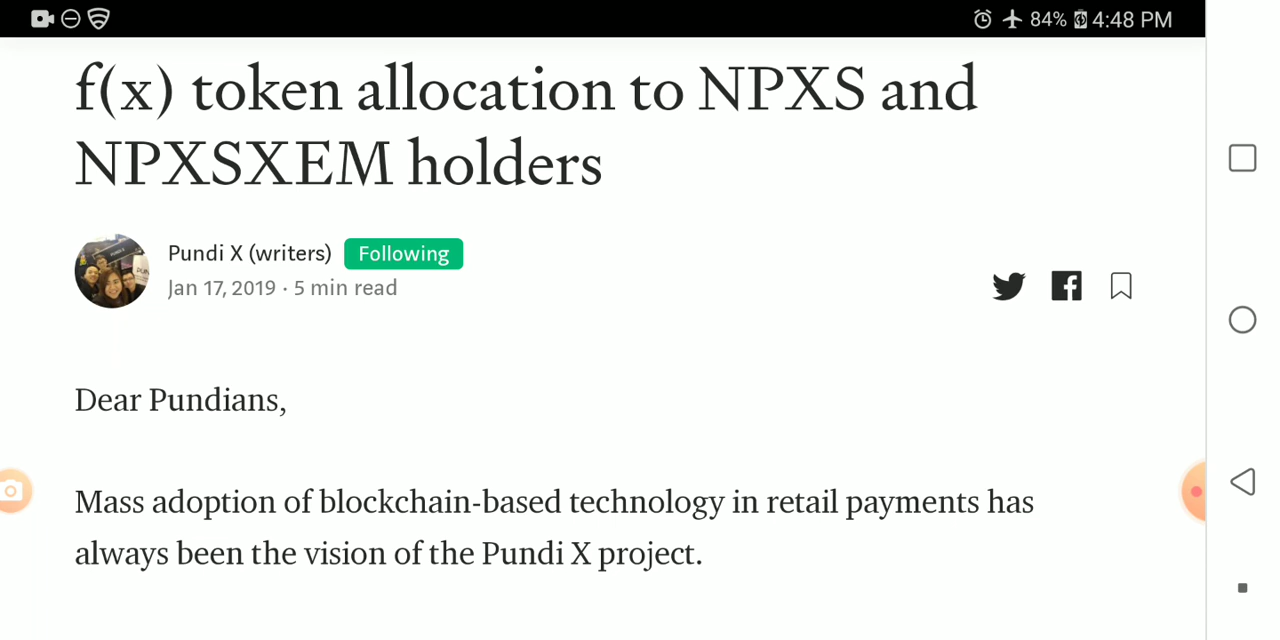 84% 4:48 PM
f(x) token allocation to NPXS and
NPXSXEM holders
Pundi X (writers) Following
Jan 17, 2019 · 5 min read
Dear Pundians,
Mass adoption of blockchain-based technology in retail payments has
always been the vision of the Pundi X project.